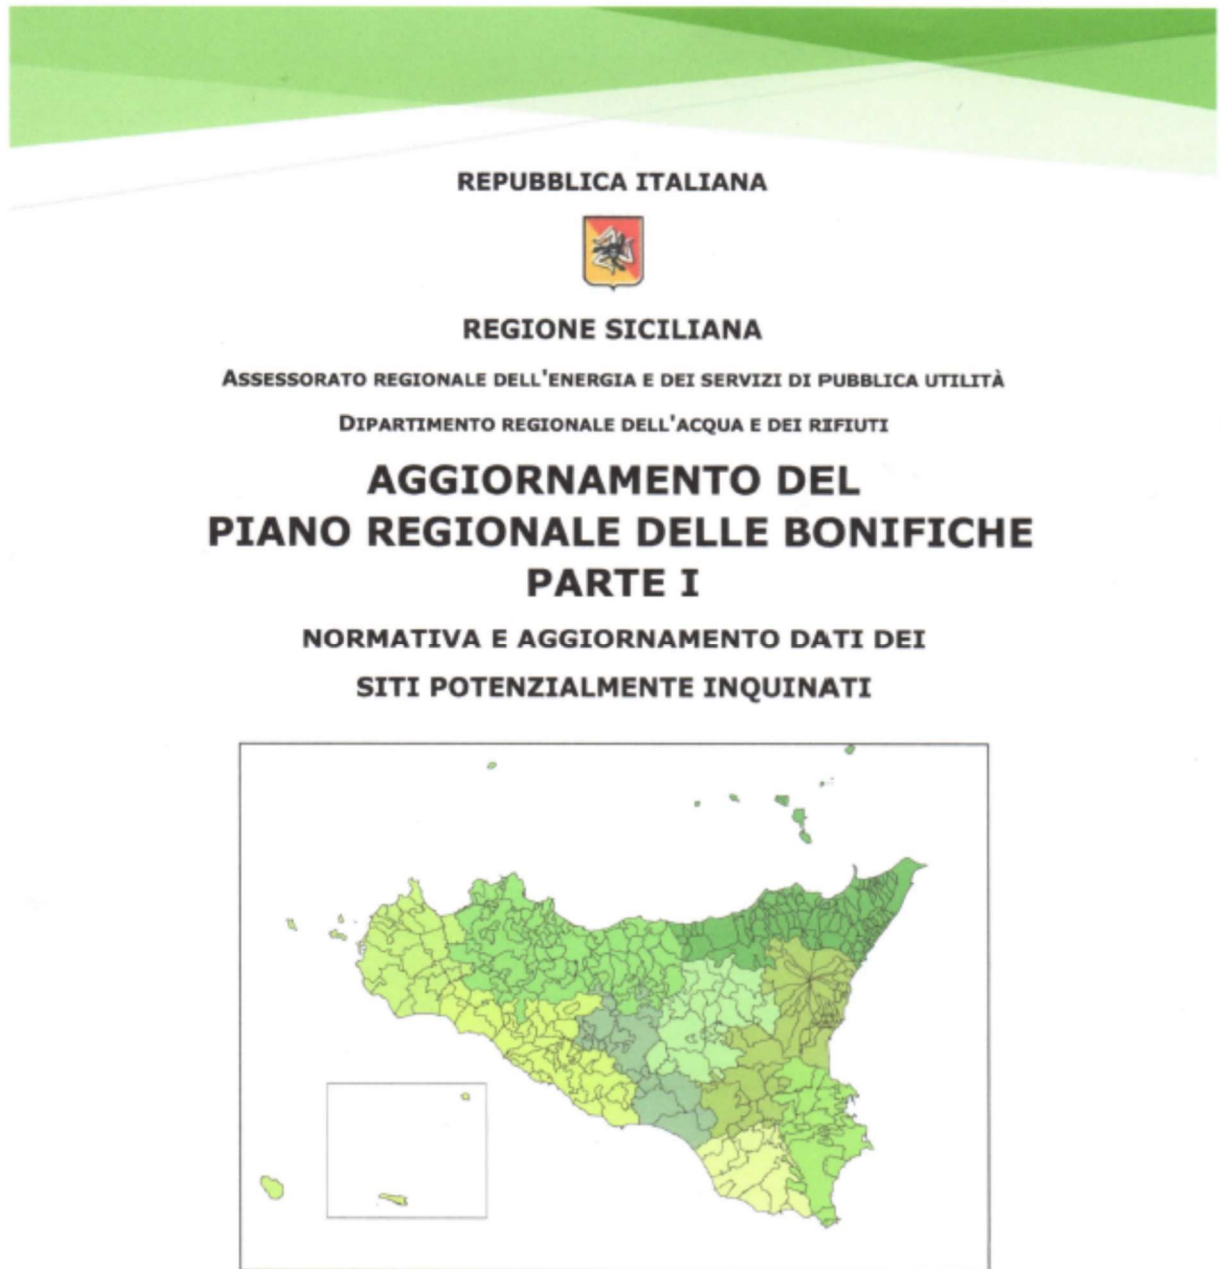 REPUBBLICA ITALIANA
REGIONE SICILIANA
ASSESSORATO REGIONALE DELL'ENERGIA E DEI SERVIZI DI PUBBLICA UTILITÀ
DIPARTIMENTO REGIONALE DELL'ACQUA E DEI RIFIUTI
AGGIORNAMENTO DEL
PIANO REGIONALE DELLE BONIFICHE
PARTE I
NORMATIVA E AGGIORNAMENTO DATI DEI
SITI POTENZIALMENTE INQUINATI